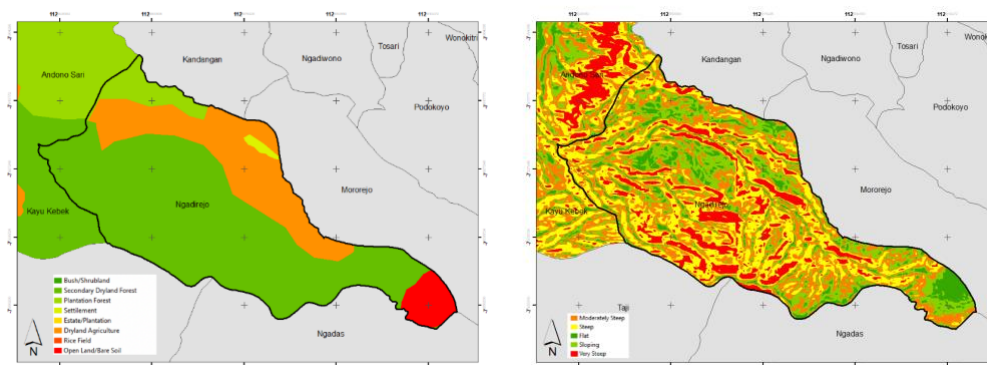 112
112
112
112
112
Wonokitri
Tosari
Kandangan
Ngadiwono
Andono Sari
Podokoyo
Mororejo
Ngadirejo
Kayu Kebek
Bush/Shrubland
Secondary Dryland Forest
Plantation Forest
Settlement
Estate/Plantation
Dryland Agriculture
Rice Field
Open Land/Bare Soil
Ngadas
N
112
112
112
112
112
Tosari
Kandangan
Ngadiwono
Andono Sari
Podokoyo
Mororejo
Ngadirejo
Kayu Kebek
Taji
Moderately Steep
Steep
Flat
Sloping
Very Steep
Ngadas
N